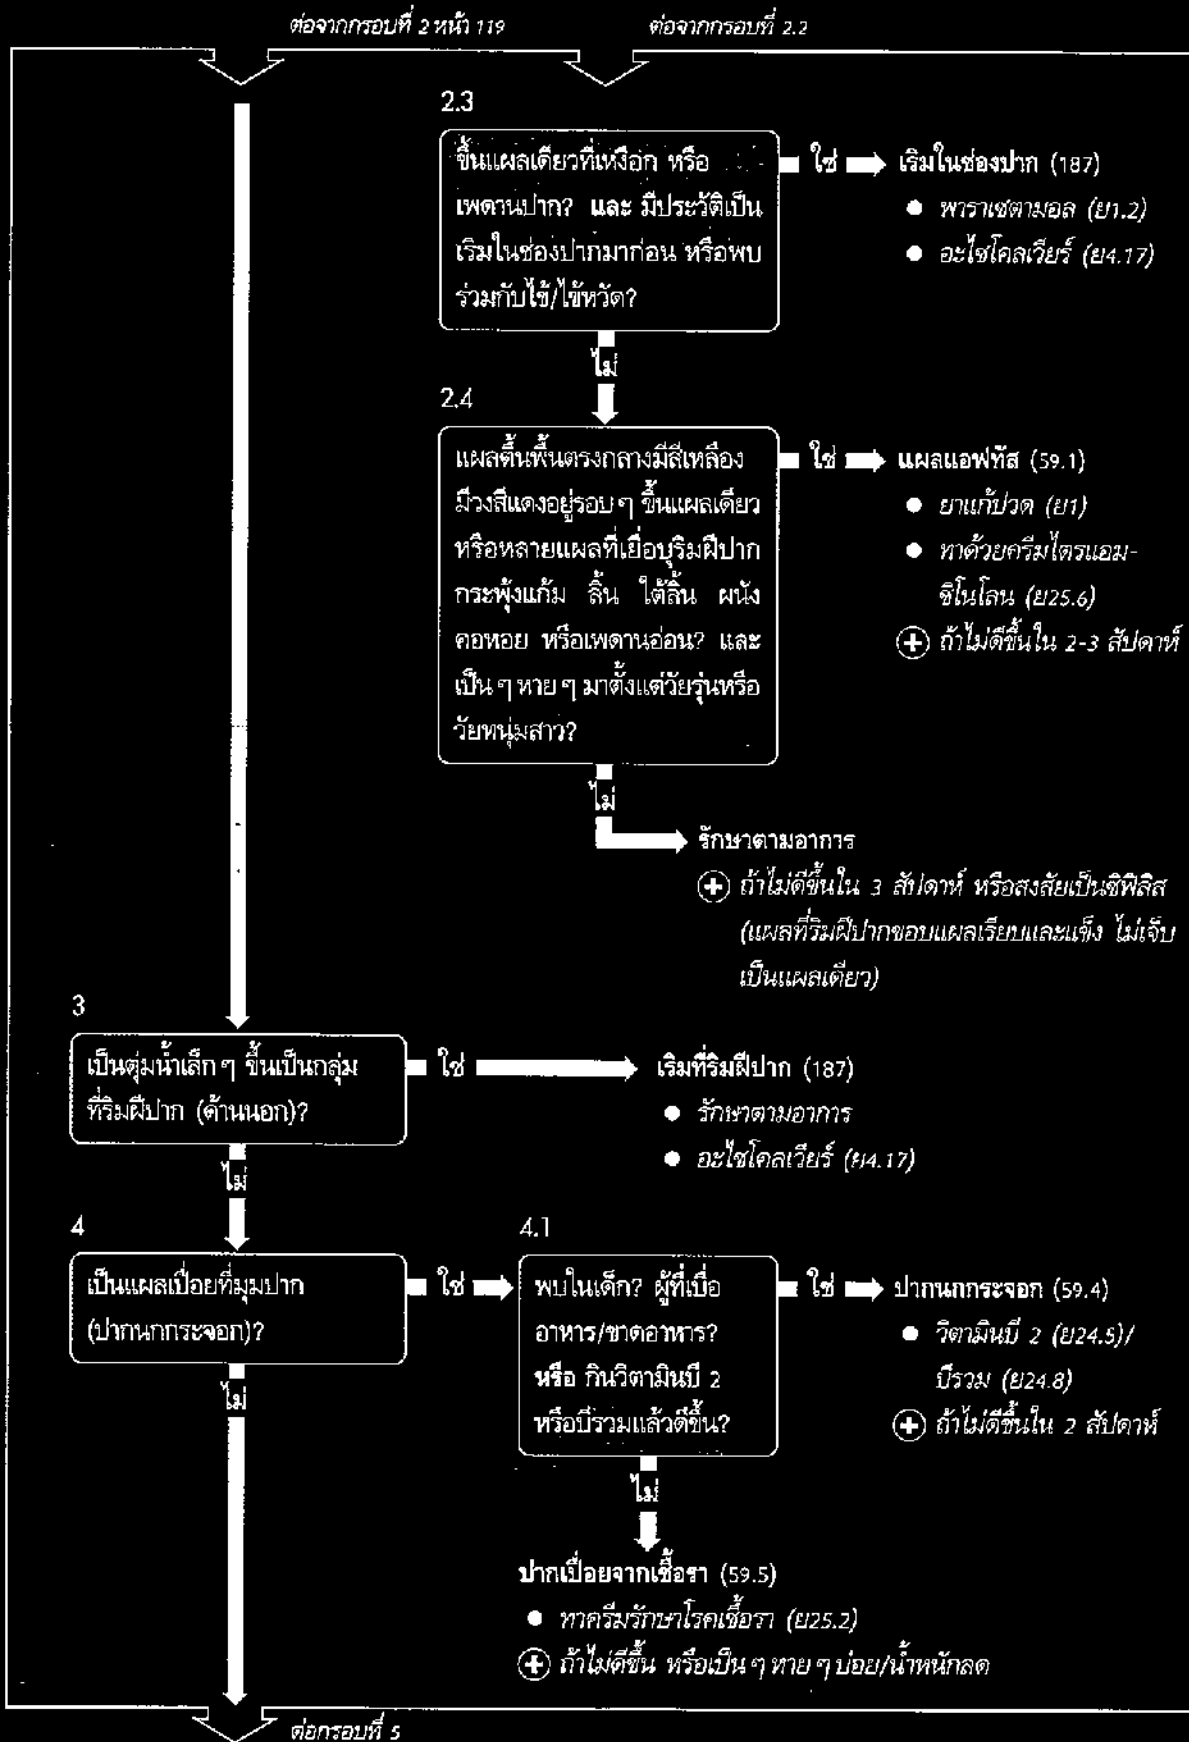 ต่อจากกรอบที่ 2 หน้า 119
ต่อจากกรอบที่ 2.2
2.3
ขึ้นแผลเดียวที่เหงือก หรือ
เพดานปาก? และ มีประวัติเป็น
เริมในช่องปากมาก่อน หรือพบ
ร่วมกับไข้/ไข้หวัด?
ใช่
เริมในช่องปาก (187)
● พาราเซตามอล (ย1.2)
● อะไซโคลเวียร์ (ย4.17)
ไม่
2.4
แผลตื้นพื้นตรงกลางมีสีเหลือง
มีวงสีแดงอยู่รอบ ๆ ขึ้นแผลเดียว
หรือหลายแผลที่เยื่อบุริมฝีปาก
กระพุ้งแก้ม ลิ้น ใต้ลิ้น ผนัง
คอหอย หรือเพดานอ่อน? และ
เป็น ๆ หาย ๆ มาตั้งแต่วัยรุ่นหรือ
วัยหนุ่มสาว?
ใช่
แผลแอฟทัส (59.1)
● ยาแก้ปวด (ย1)
● ทาด้วยครีมไตรแอม-
ซิโนโลน (ย25.6)
⊕ ถ้าไม่ดีขึ้นใน 2-3 สัปดาห์
ไม่
รักษาตามอาการ
⊕ ถ้าไม่ดีขึ้นใน 3 สัปดาห์ หรือสงสัยเป็นซิฟิลิส
(แผลที่ริมฝีปากขอบแผลเรียบและแข็ง ไม่เจ็บ
เป็นแผลเดียว)
3
เป็นตุ่มน้ำเล็ก ๆ ขึ้นเป็นกลุ่ม
ที่ริมฝีปาก (ด้านนอก)?
ใช่
เริมที่ริมฝีปาก (187)
● รักษาตามอาการ
● อะไซโคลเวียร์ (ย4.17)
ไม่
4
เป็นแผลเปื่อยที่มุมปาก
(ปากนกกระจอก)?
ใช่
4.1
พบในเด็ก? ผู้ที่เบื่อ
อาหาร/ขาดอาหาร?
หรือ กินวิตามินบี 2
หรือบีรวมแล้วดีขึ้น?
ใช่
ปากนกกระจอก (59.4)
● วิตามินบี 2 (ย24.5)/
บีรวม (ย24.8)
⊕ ถ้าไม่ดีขึ้นใน 2 สัปดาห์
ไม่
ไม่
ปากเปื่อยจากเชื้อรา (59.5)
● ทาครีมรักษาโรคเชื้อรา (ย25.2)
⊕ ถ้าไม่ดีขึ้น หรือเป็น ๆ หาย ๆ บ่อย/น้ำหนักลด
ต่อกรอบที่ 5